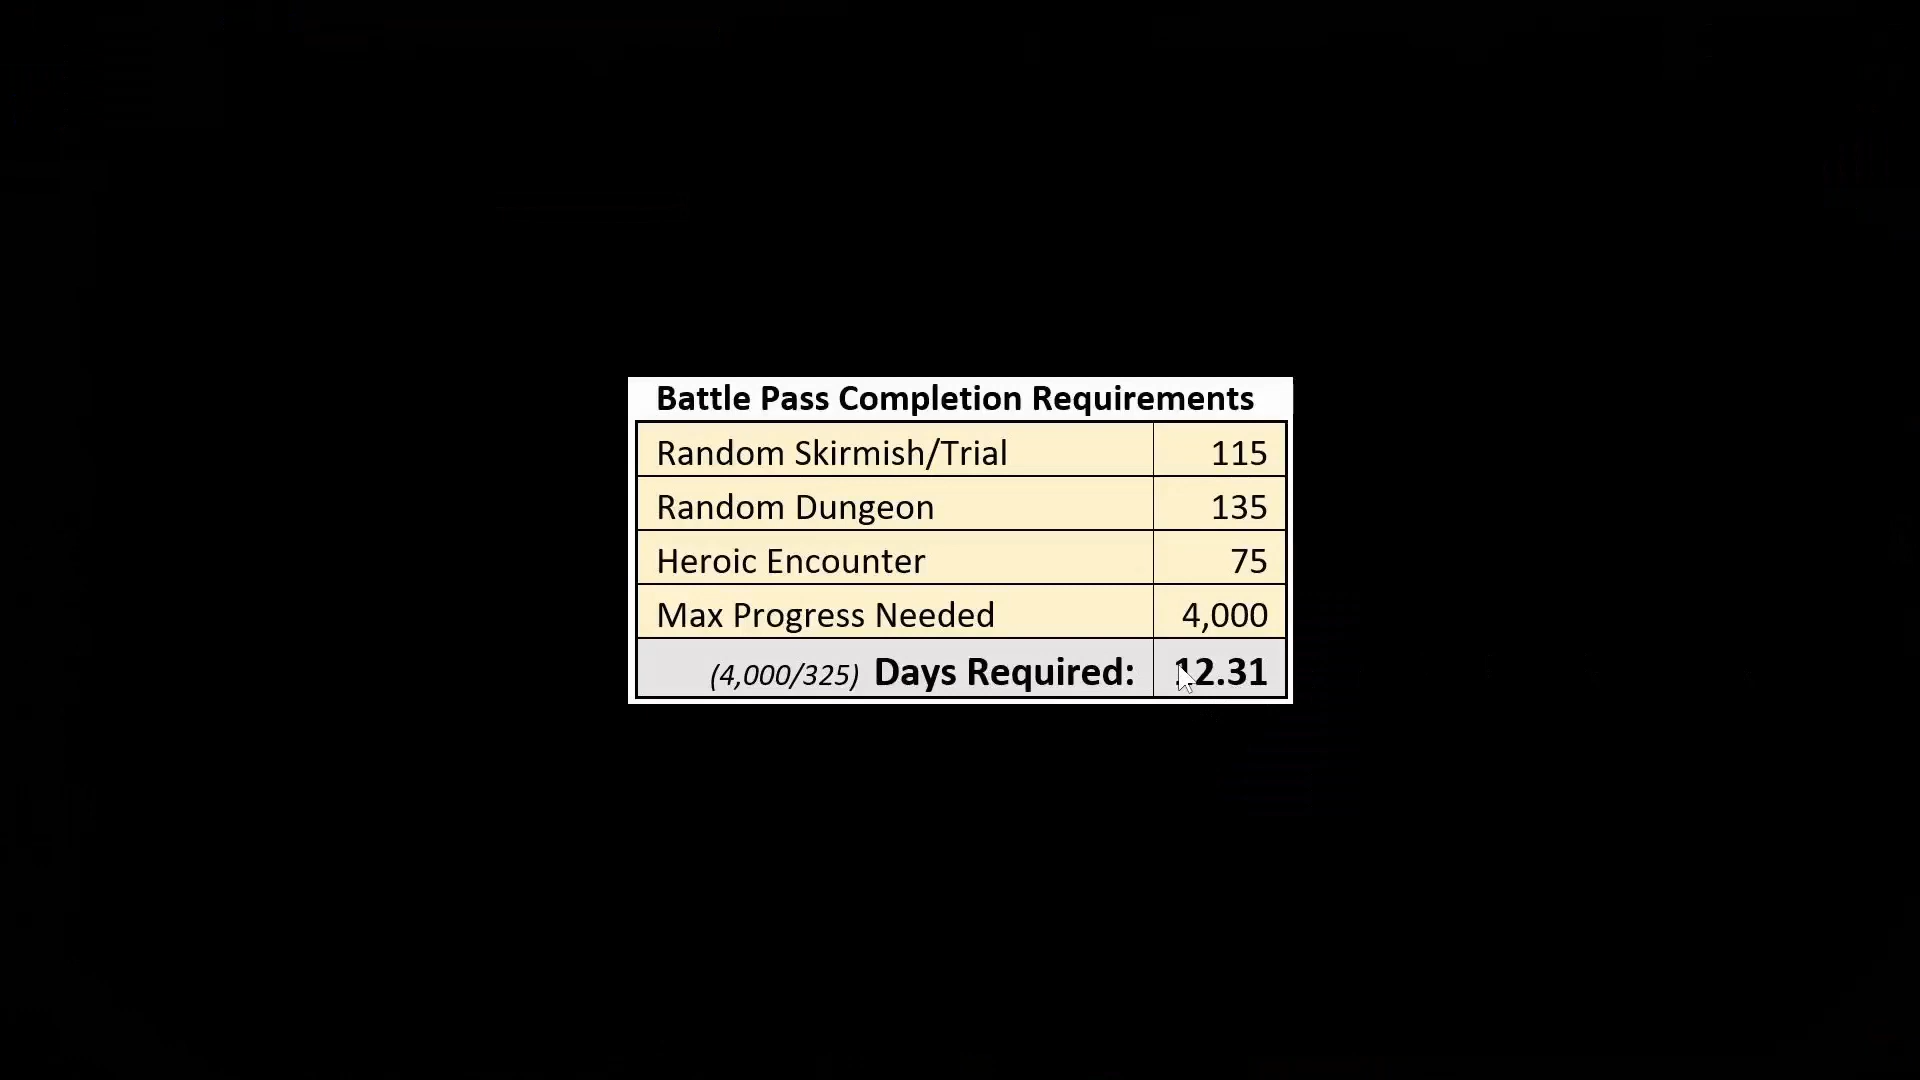 Battle Pass Completion Requirements
Random Skirmish/Trial 115
Random Dungeon 135
Heroic Encounter 75
Max Progress Needed 4,000
(4,000/325) Days Required: 12.31